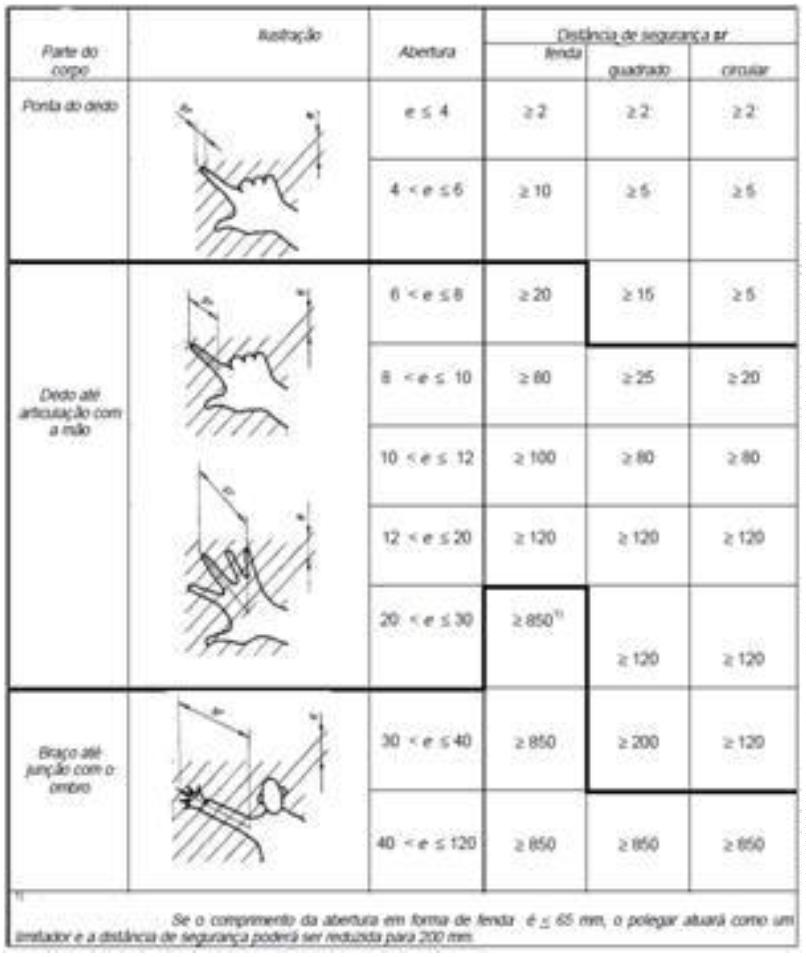 Parte do corpo	Ilustração	Abertura	Distância de segurança sr
fenda	quadrado	circular
Ponta do dedo	e ≤ 4	≥ 2	≥ 2	≥ 2
4 < e ≤ 6	≥ 10	≥ 5	≥ 5
Dedo até articulação com a mão	6 < e ≤ 8	≥ 20	≥ 15	≥ 5
8 < e ≤ 10	≥ 80	≥ 25	≥ 20
10 < e ≤ 12	≥ 100	≥ 80	≥ 80
12 < e ≤ 20	≥ 120	≥ 120	≥ 120
20 < e ≤ 30	≥ 850¹⁾	≥ 120	≥ 120
Braço até junção com o ombro	30 < e ≤ 40	≥ 850	≥ 200	≥ 120
40 < e ≤ 120	≥ 850	≥ 850	≥ 850
1)
Se o comprimento da abertura em forma de fenda é ≤ 65 mm, o polegar atuará como um
limitador e a distância de segurança poderá ser reduzida para 200 mm.